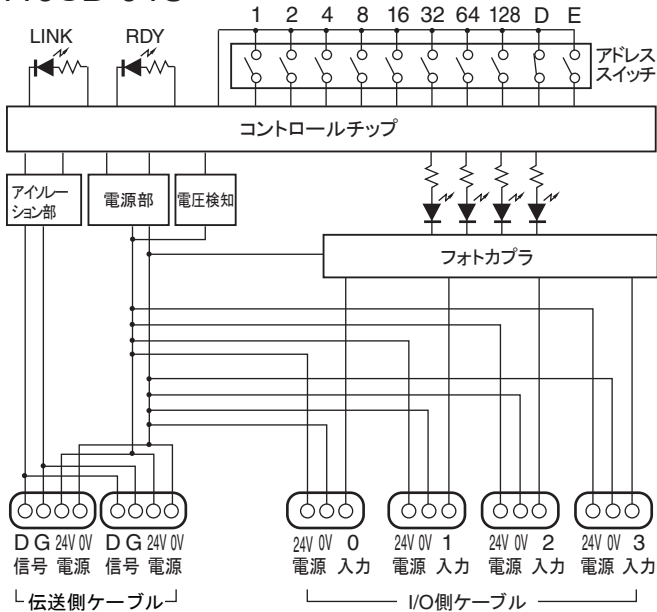 1 2 4 8 16 32 64 128 D E
LINK RDY
アドレス
スイッチ
コントロールチップ
アイソレー
ション部
電源部
電圧検知
フォトカプラ
D G 24V 0V D G 24V 0V 24V 0V 0 24V 0V 1 24V 0V 2 24V 0V 3
信号 電源 信号 電源 電源 入力 電源 入力 電源 入力 電源 入力
伝送側ケーブル I/O側ケーブル